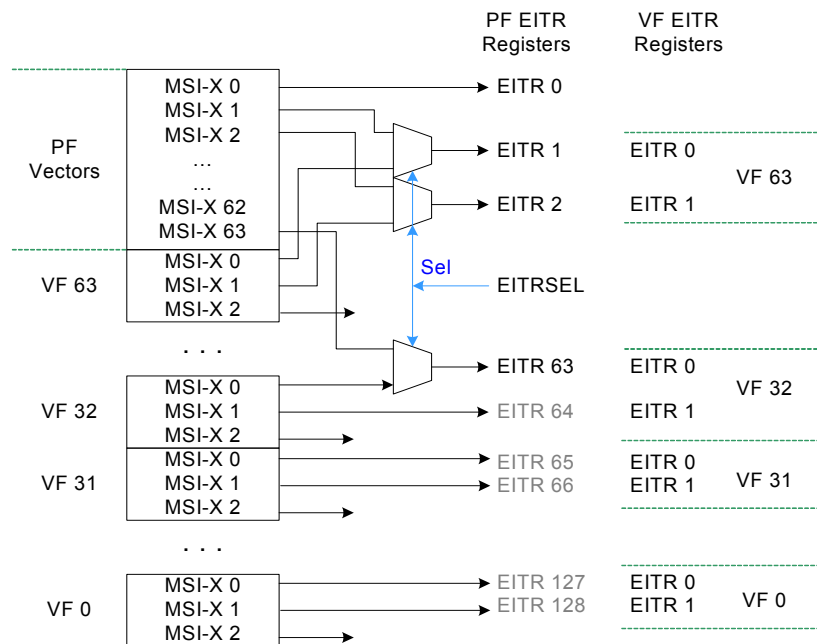 PF EITR
Registers
VF EITR
Registers
PF
Vectors
MSI-X 0
MSI-X 1
MSI-X 2
...
...
MSI-X 62
MSI-X 63
EITR 0
EITR 1
EITR 2
EITR 0
EITR 1
VF 63
VF 63
MSI-X 0
MSI-X 1
MSI-X 2
Sel
EITRSEL
. . .
VF 32
MSI-X 0
MSI-X 1
MSI-X 2
EITR 63
EITR 64
EITR 0
EITR 1
VF 32
VF 31
MSI-X 0
MSI-X 1
MSI-X 2
EITR 65
EITR 66
EITR 0
EITR 1
VF 31
. . .
VF 0
MSI-X 0
MSI-X 1
MSI-X 2
EITR 127
EITR 128
EITR 0
EITR 1
VF 0